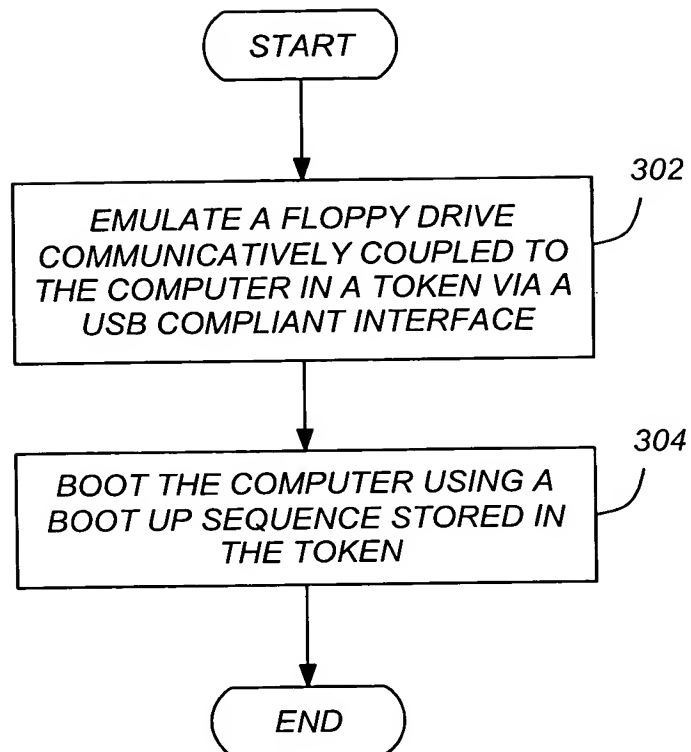 START
302
EMULATE A FLOPPY DRIVE
COMMUNICATIVELY COUPLED TO
THE COMPUTER IN A TOKEN VIA A
USB COMPLIANT INTERFACE
304
BOOT THE COMPUTER USING A
BOOT UP SEQUENCE STORED IN
THE TOKEN
END